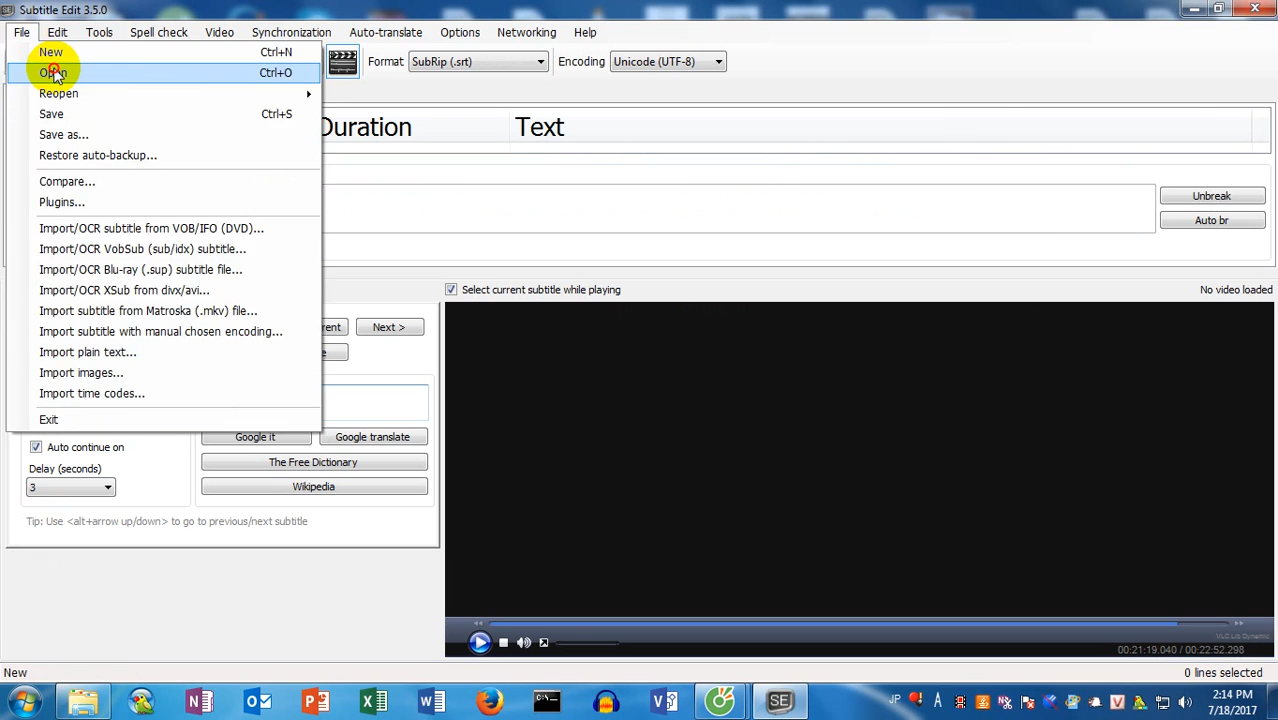 Subtitle Edit 3.5.0
File Edit Tools Spell check Video Synchronization Auto-translate Options Networking Help
New Ctrl+N
Open Ctrl+O
Reopen
Save Ctrl+S
Save as...
Restore auto-backup...
Compare...
Plugins...
Import/OCR subtitle from VOB/IFO (DVD)...
Import/OCR VobSub (sub/idx) subtitle...
Import/OCR Blu-ray (.sup) subtitle file...
Import/OCR XSub from divx/avi...
Import subtitle from Matroska (.mkv) file...
Import subtitle with manual chosen encoding...
Import plain text...
Import images...
Import time codes...
Exit
Format SubRip (.srt) Encoding Unicode (UTF-8)
Duration Text
Unbreak
Auto br
Select current subtitle while playing No video loaded
Next >
Auto continue on
Delay (seconds)
3
Google it Google translate
The Free Dictionary
Wikipedia
Tip: Use <alt+arrow up/down> to go to previous/next subtitle
VLC Lib Dynamic
00:21:19.040 / 00:22:52.298
New 0 lines selected
SE JP A V
2:14 PM
7/18/2017